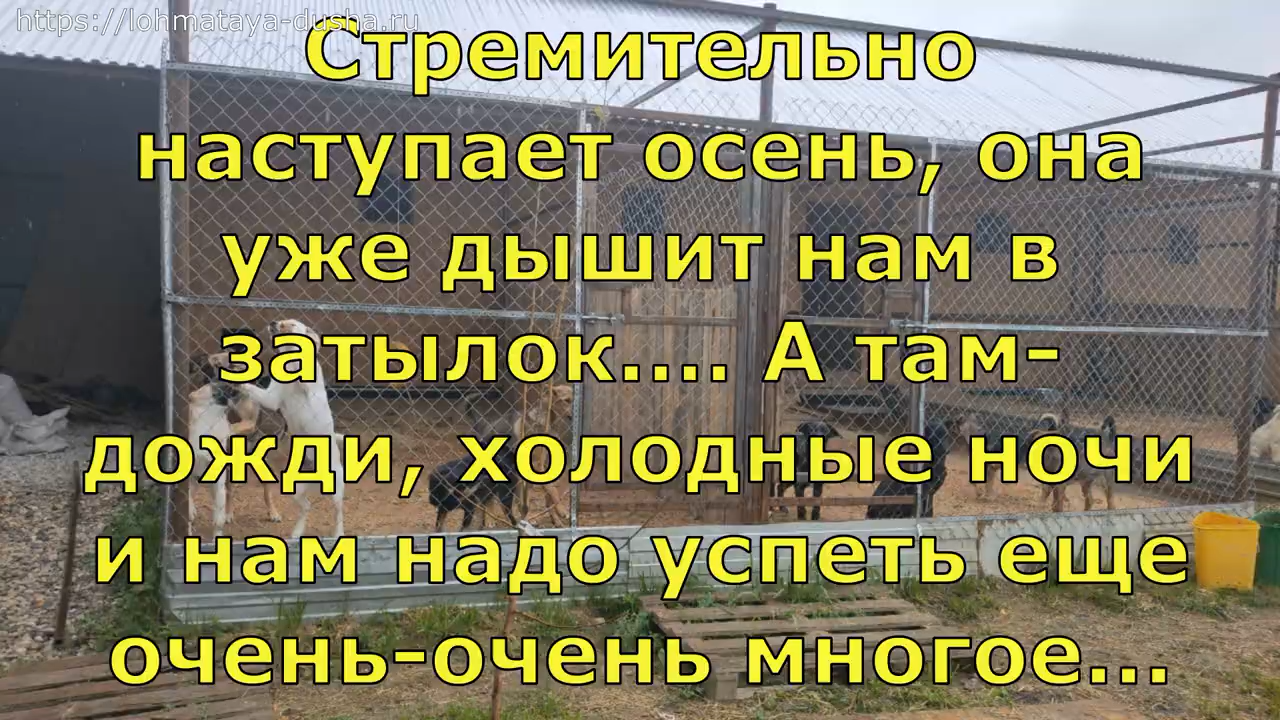 https://lohmataya-dusha.ru
Стремительно
наступает осень, она
уже дышит нам в
затылок.... А там-
дожди, холодные ночи
и нам надо успеть еще
очень-очень многое...